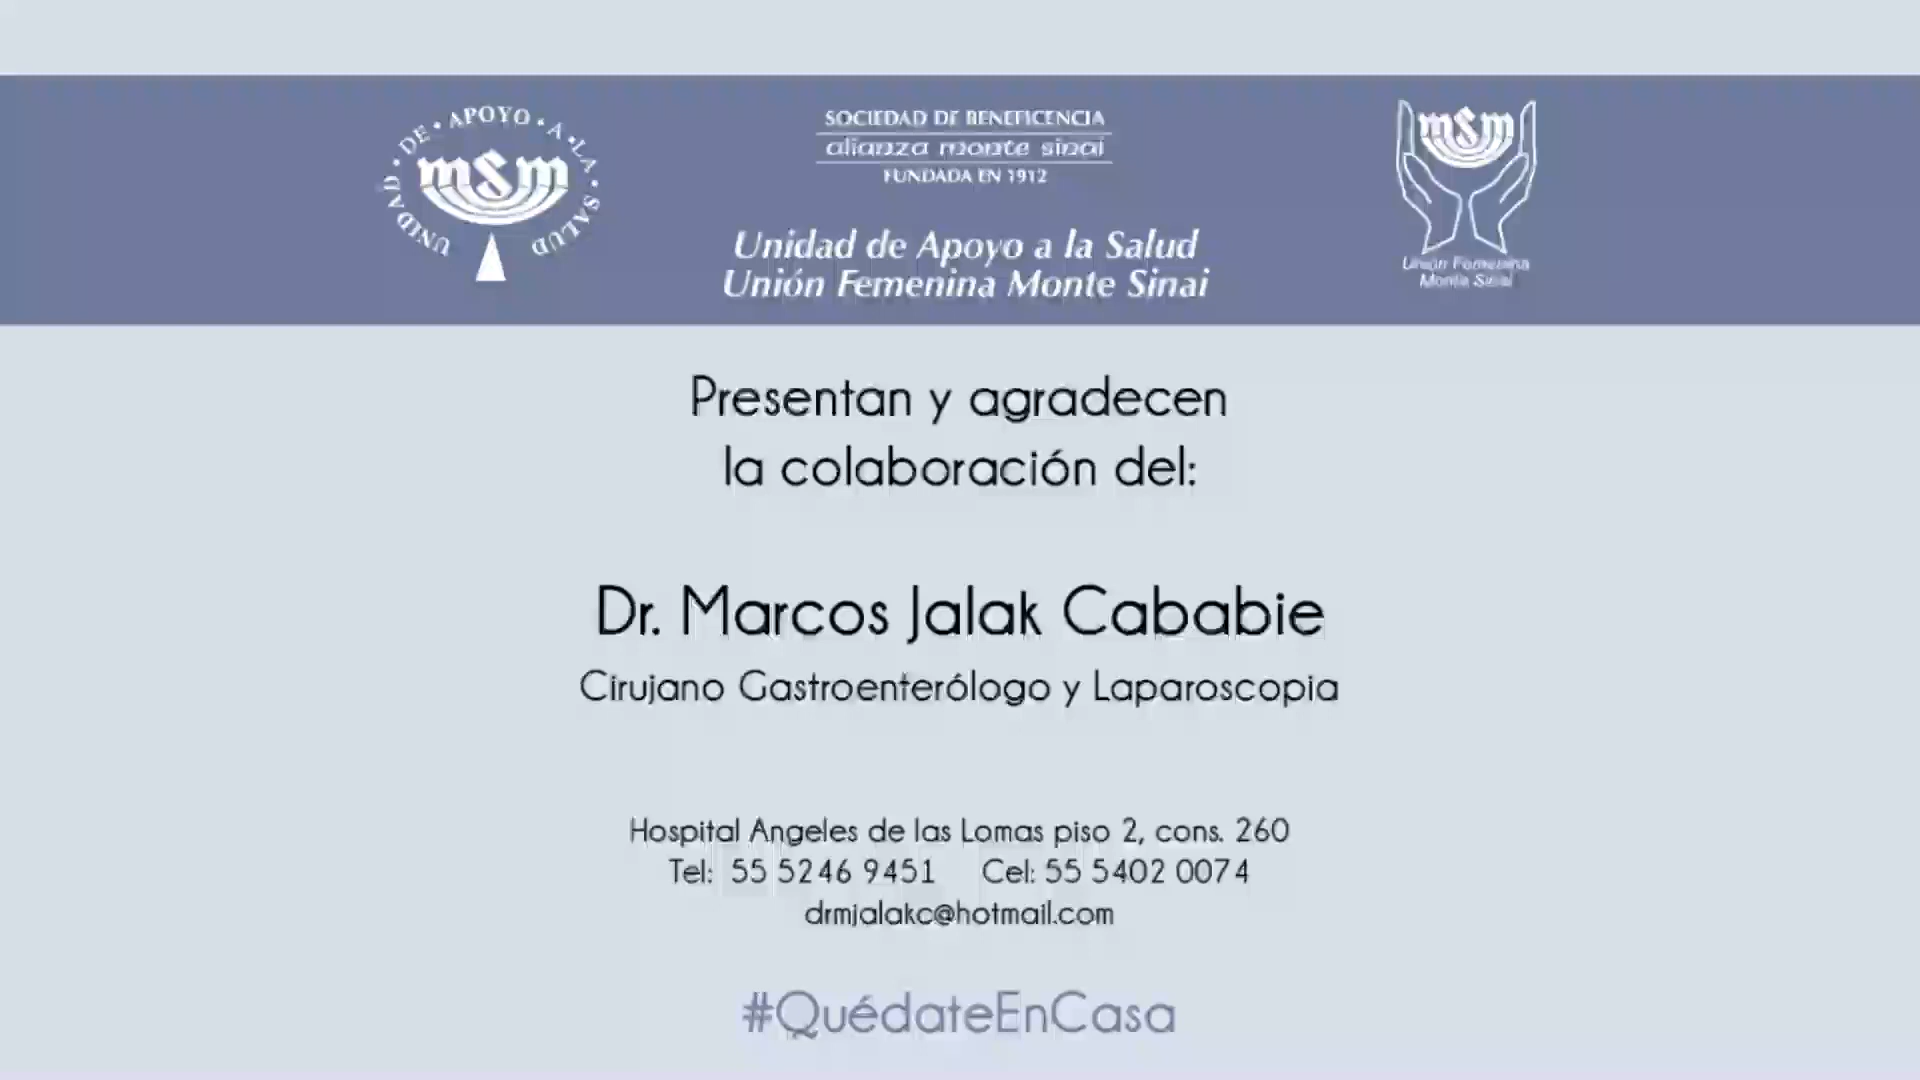 UNIDAD • DE • APOYO • A • LA • SALUD
mSm
SOCIEDAD DE BENEFICENCIA
alianza monte sinai
FUNDADA EN 1912
Unidad de Apoyo a la Salud
Unión Femenina Monte Sinai
mSm
Unión Femenina
Monte Sinai
Presentan y agradecen
la colaboración del:
Dr. Marcos Jalak Cababie
Cirujano Gastroenterólogo y Laparoscopia
Hospital Angeles de las Lomas piso 2, cons. 260
Tel: 55 5246 9451 Cel: 55 5402 0074
drmjalakc@hotmail.com
#QuédateEnCasa